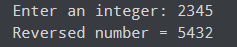 Enter an integer: 2345
Reversed number = 5432